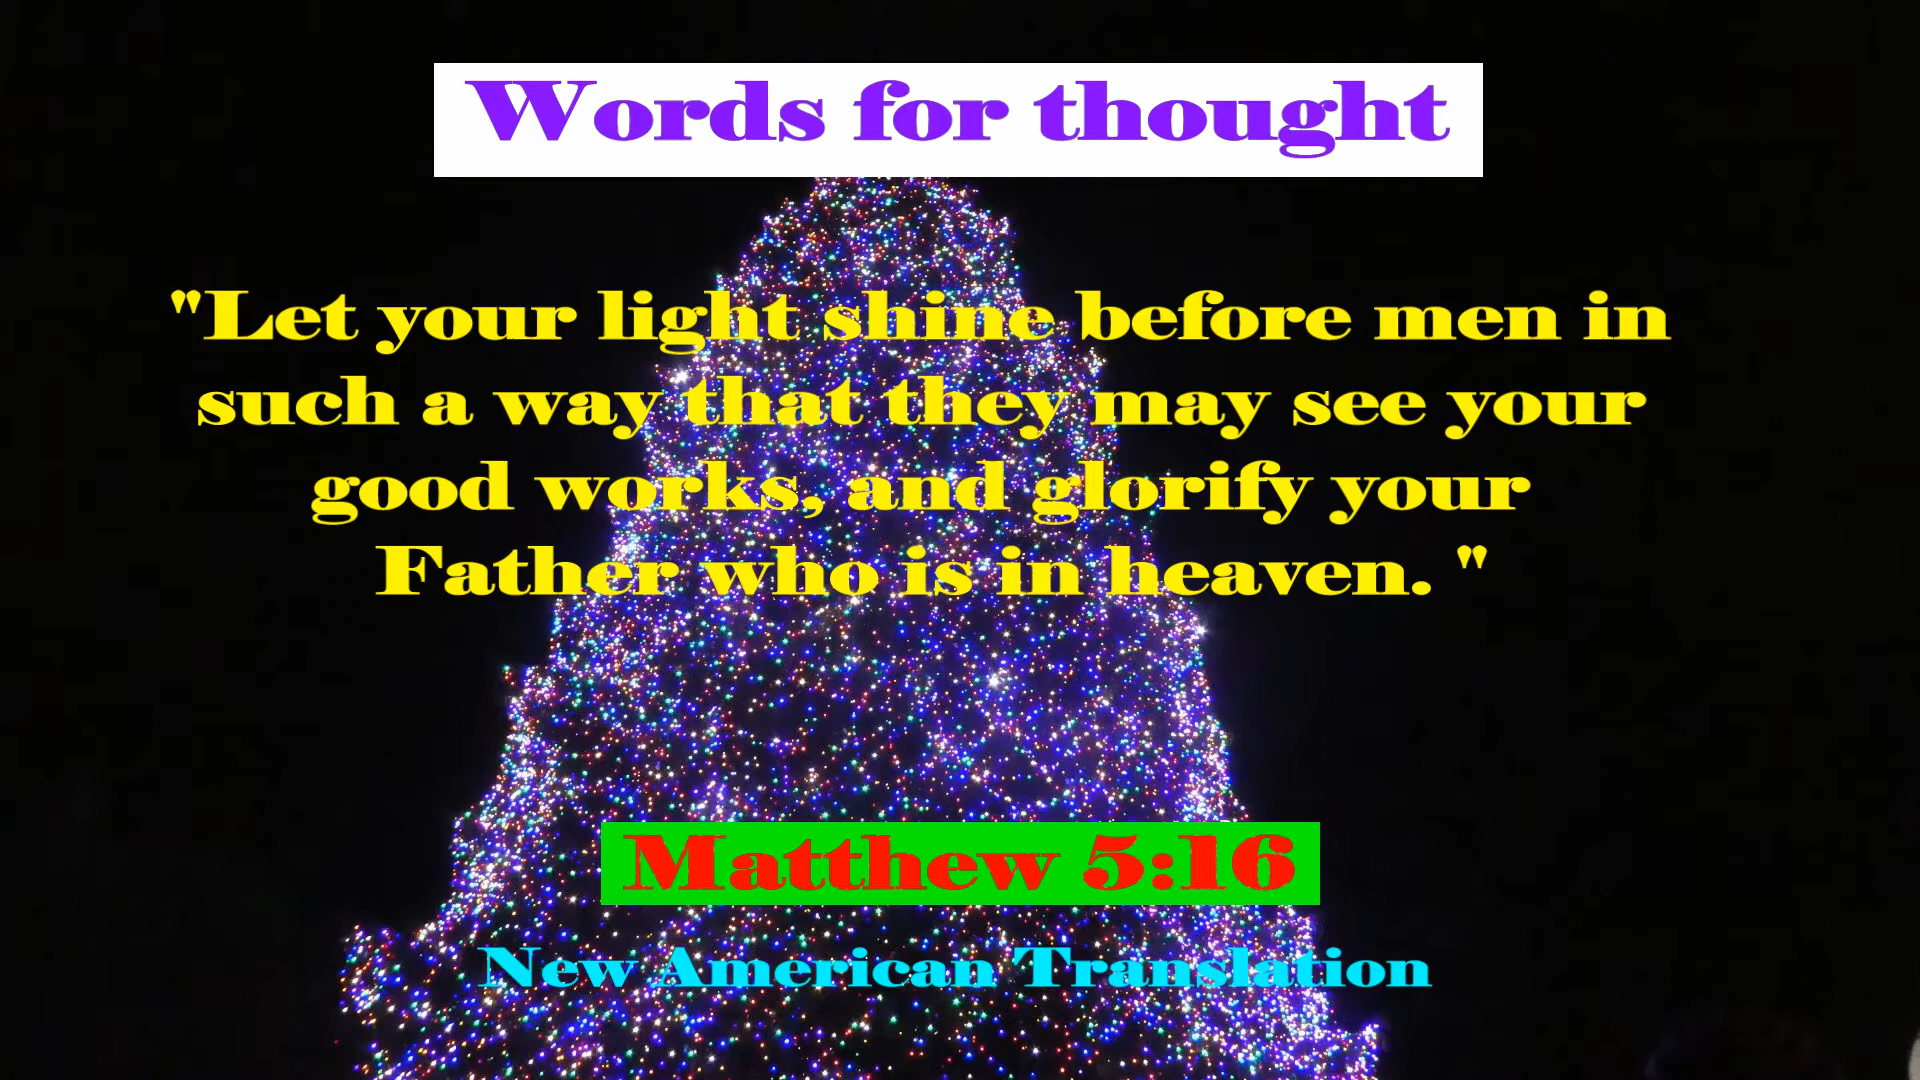 Words for thought
"Let your light shine before men in
such a way that they may see your
good works, and glorify your
Father who is in heaven. "
Matthew 5:16
New American Translation